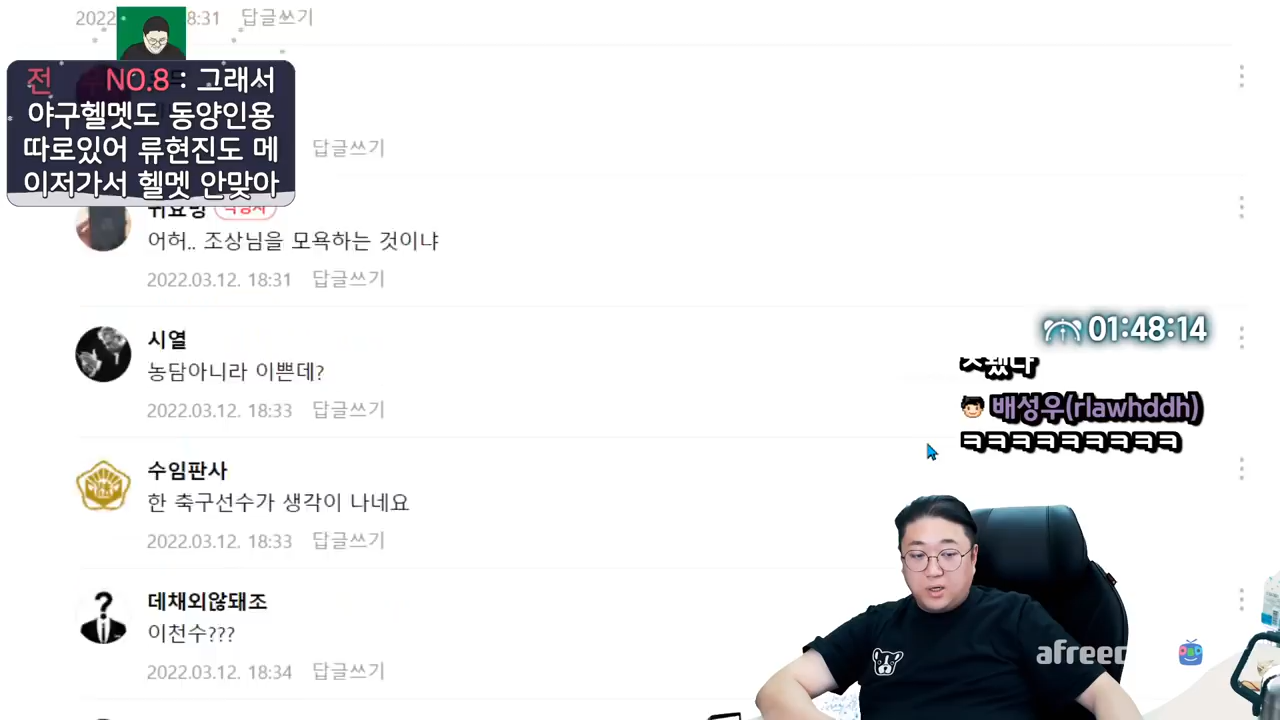 2022
8:31 답글쓰기
전 NO.8 : 그래서
야구헬멧도 동양인용
따로있어 류현진도 메
이저가서 헬멧 안맞아
답글쓰기
어허.. 조상님을 모욕하는 것이냐
2022.03.12. 18:31 답글쓰기
시열
농담아니라 이쁜데?
2022.03.12. 18:33 답글쓰기
01:48:14
배성우(rlawhddh)
ㅋㅋㅋㅋㅋㅋㅋㅋㅋ
수임판사
한 축구선수가 생각이 나네요
2022.03.12. 18:33 답글쓰기
데채외않돼조
이천수???
2022.03.12. 18:34 답글쓰기
afreec